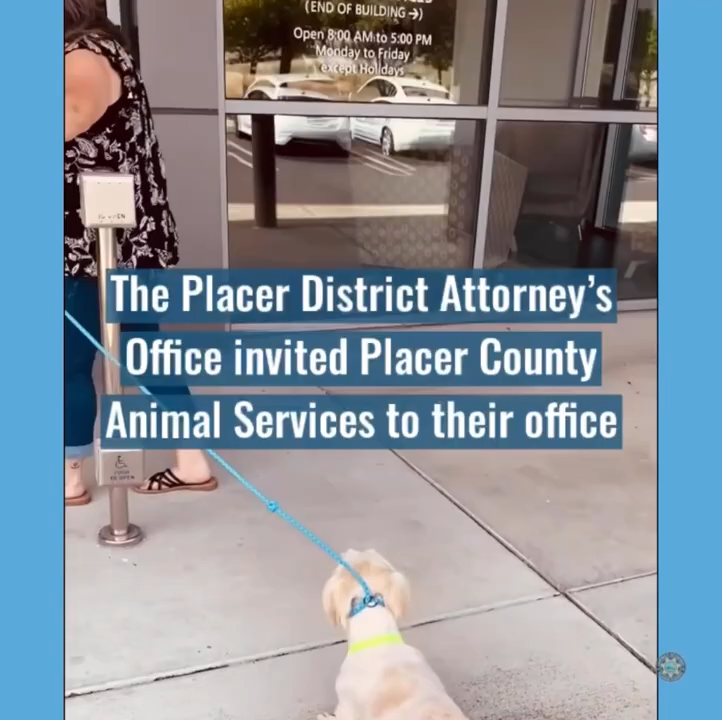 (END OF BUILDING →)
Open 8:00 AM to 5:00 PM
Monday to Friday
except Holidays
The Placer District Attorney's
Office invited Placer County
Animal Services to their office